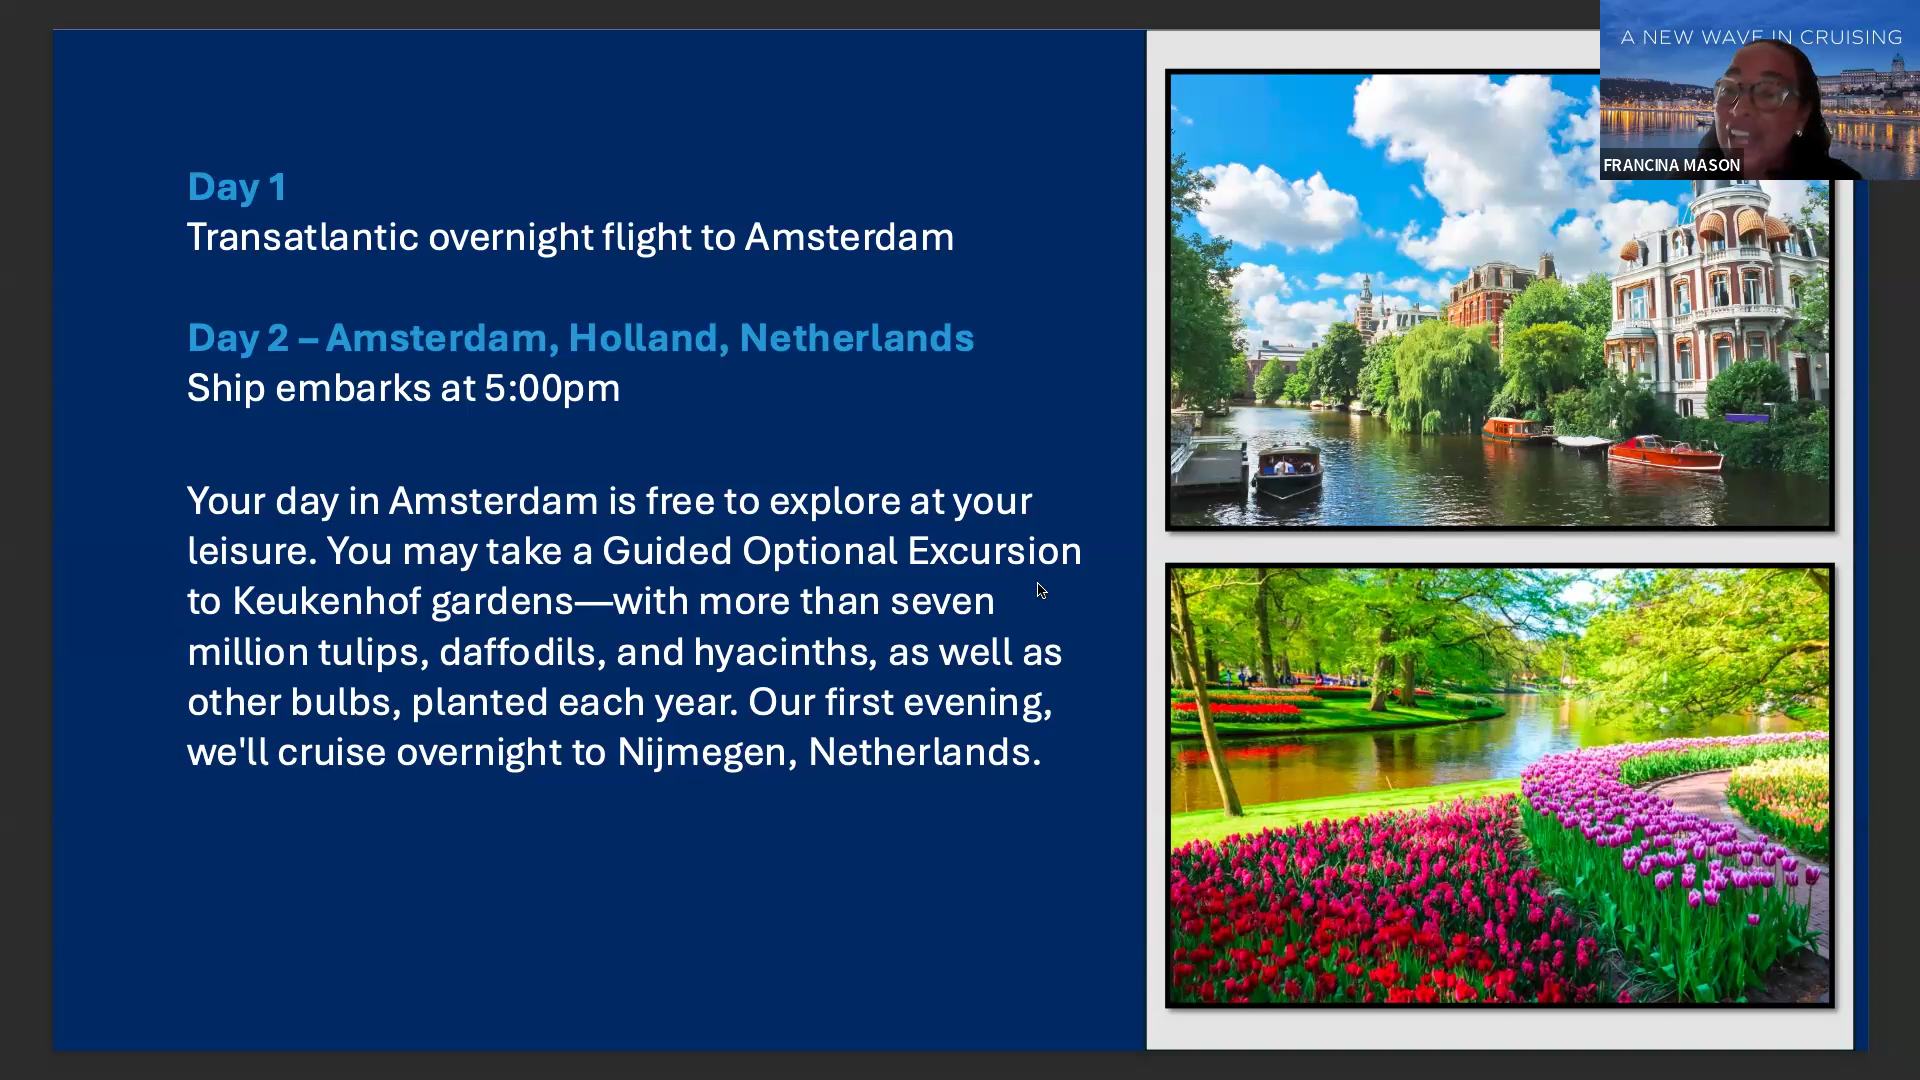 A NEW WAVE IN CRUISING
FRANCINA MASON
Day 1
Transatlantic overnight flight to Amsterdam
Day 2 – Amsterdam, Holland, Netherlands
Ship embarks at 5:00pm
Your day in Amsterdam is free to explore at your
leisure. You may take a Guided Optional Excursion
to Keukenhof gardens—with more than seven
million tulips, daffodils, and hyacinths, as well as
other bulbs, planted each year. Our first evening,
we'll cruise overnight to Nijmegen, Netherlands.